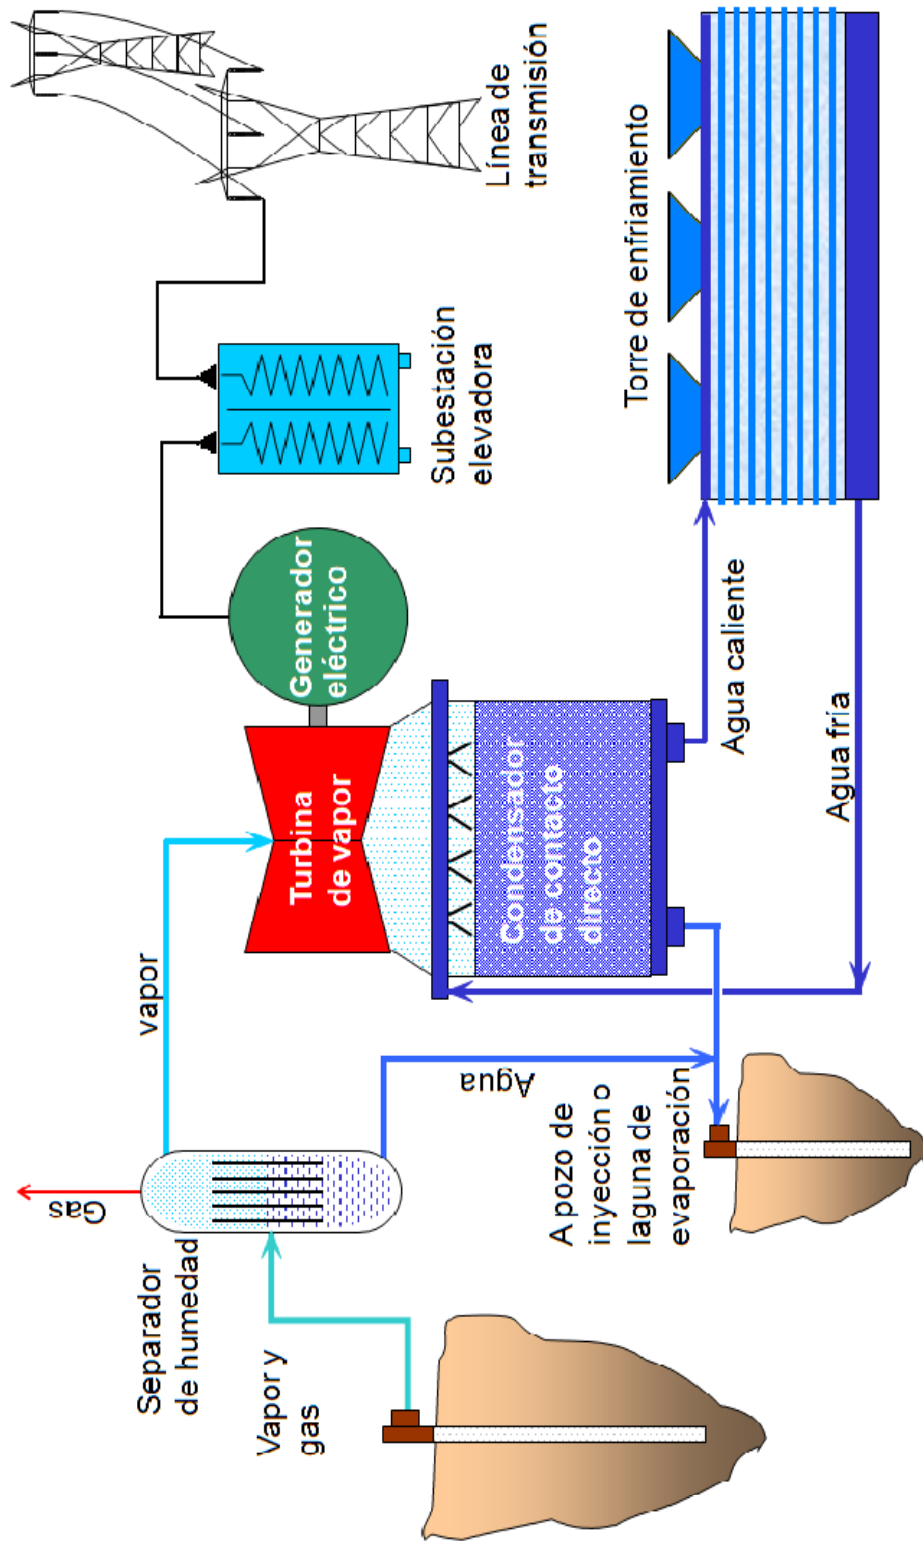 Gas
Separador
de humedad
Vapor y
gas
vapor
Agua
A pozo de
inyección o
laguna de
evaporación
Turbina
de vapor
Generador
eléctrico
Condensador
de contacto
directo
Subestación
elevadora
Línea de
transmisión
Agua caliente
Agua fría
Torre de enfriamiento